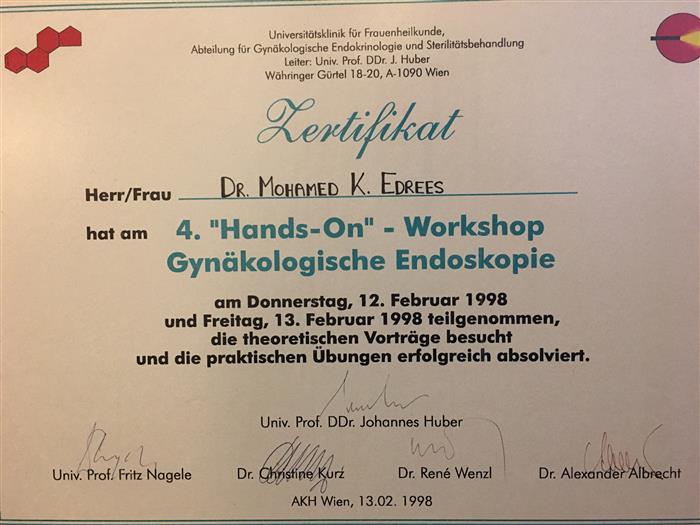 Universitätsklinik für Frauenheilkunde,
Abteilung für Gynäkologische Endokrinologie und Sterilitätsbehandlung
Leiter: Univ. Prof. DDr. J. Huber
Währinger Gürtel 18-20, A-1090 Wien
Zertifikat
Herr/Frau DR. MOHAMED K. EDREES
hat am 4. "Hands-On" - Workshop
Gynäkologische Endoskopie
am Donnerstag, 12. Februar 1998
und Freitag, 13. Februar 1998 teilgenommen,
die theoretischen Vorträge besucht
und die praktischen Übungen erfolgreich absolviert.
Univ. Prof. DDr. Johannes Huber
Univ. Prof. Fritz Nagele Dr. Christine Kurz Dr. René Wenzl Dr. Alexander Albrecht
AKH Wien, 13.02. 1998